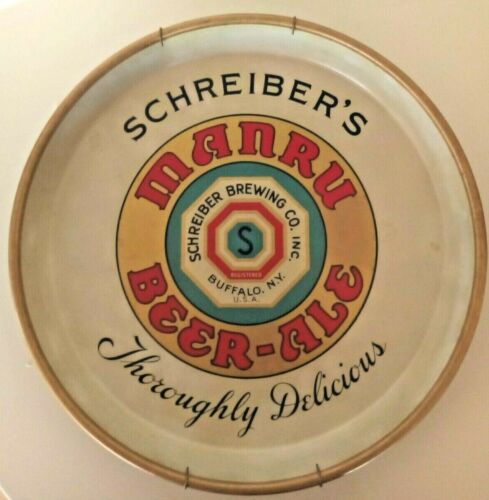 SCHREIBER'S
MANRU
SCHREIBER BREWING CO. INC.
S
REGISTERED
BUFFALO, N.Y.
U.S.A.
BEER-ALE
Thoroughly Delicious